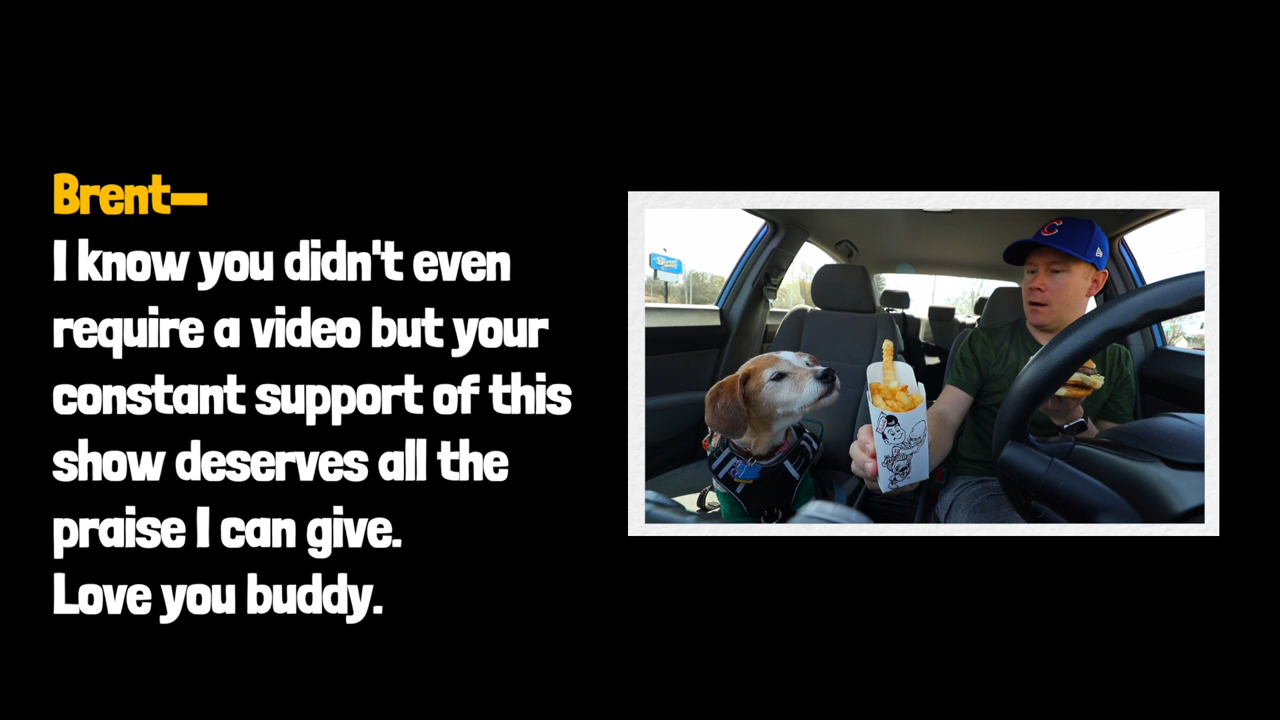 Brent—
I know you didn't even
require a video but your
constant support of this
show deserves all the
praise I can give.
Love you buddy.
C